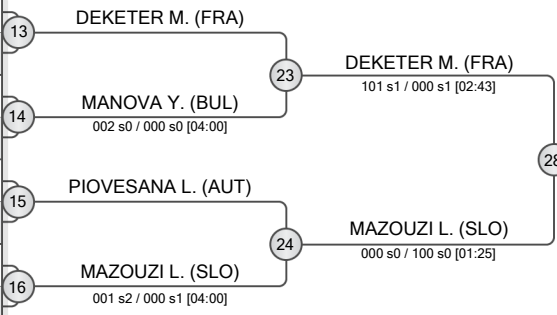 13
DEKETER M. (FRA)
23
DEKETER M. (FRA)
101 s1 / 000 s1 [02:43]
14
MANOVA Y. (BUL)
002 s0 / 000 s0 [04:00]
28
15
PIOVESANA L. (AUT)
24
MAZOUZI L. (SLO)
000 s0 / 100 s0 [01:25]
16
MAZOUZI L. (SLO)
001 s2 / 000 s1 [04:00]